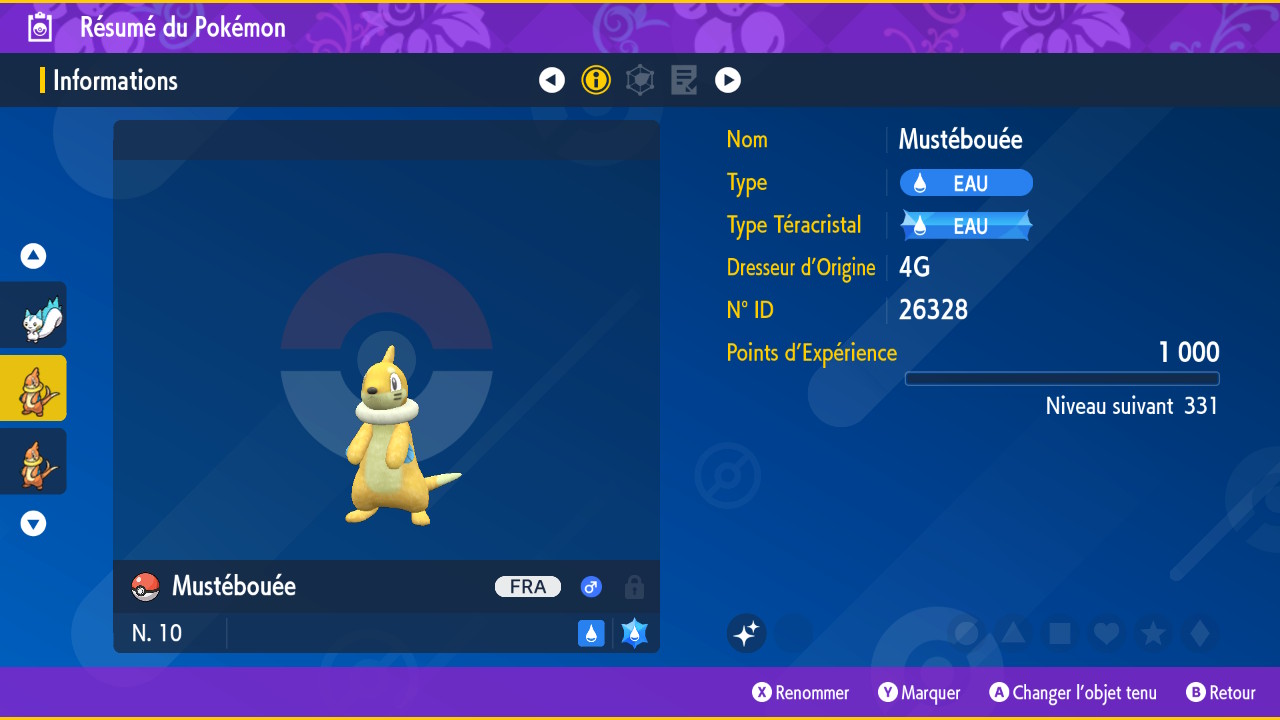 Résumé du Pokémon
Informations
Nom Mustébouée
Type EAU
Type Téracristal EAU
Dresseur d'Origine 4G
N° ID 26328
Points d'Expérience 1 000
Niveau suivant 331
Mustébouée FRA
N. 10
X Renommer Y Marquer A Changer l'objet tenu B Retour